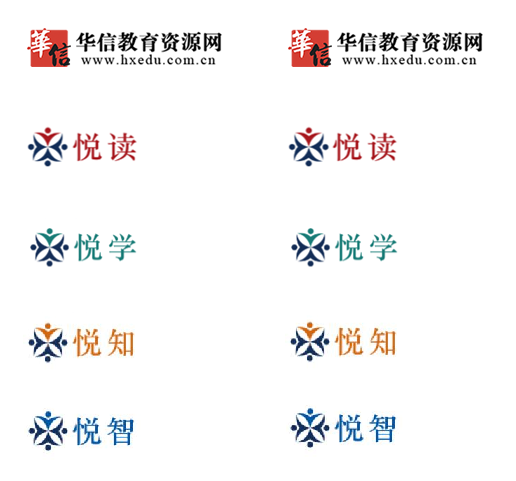 華信 华信教育资源网 華信 华信教育资源网
www.hxedu.com.cn www.hxedu.com.cn
悦读 悦读
悦学 悦学
悦知 悦知
悦智 悦智